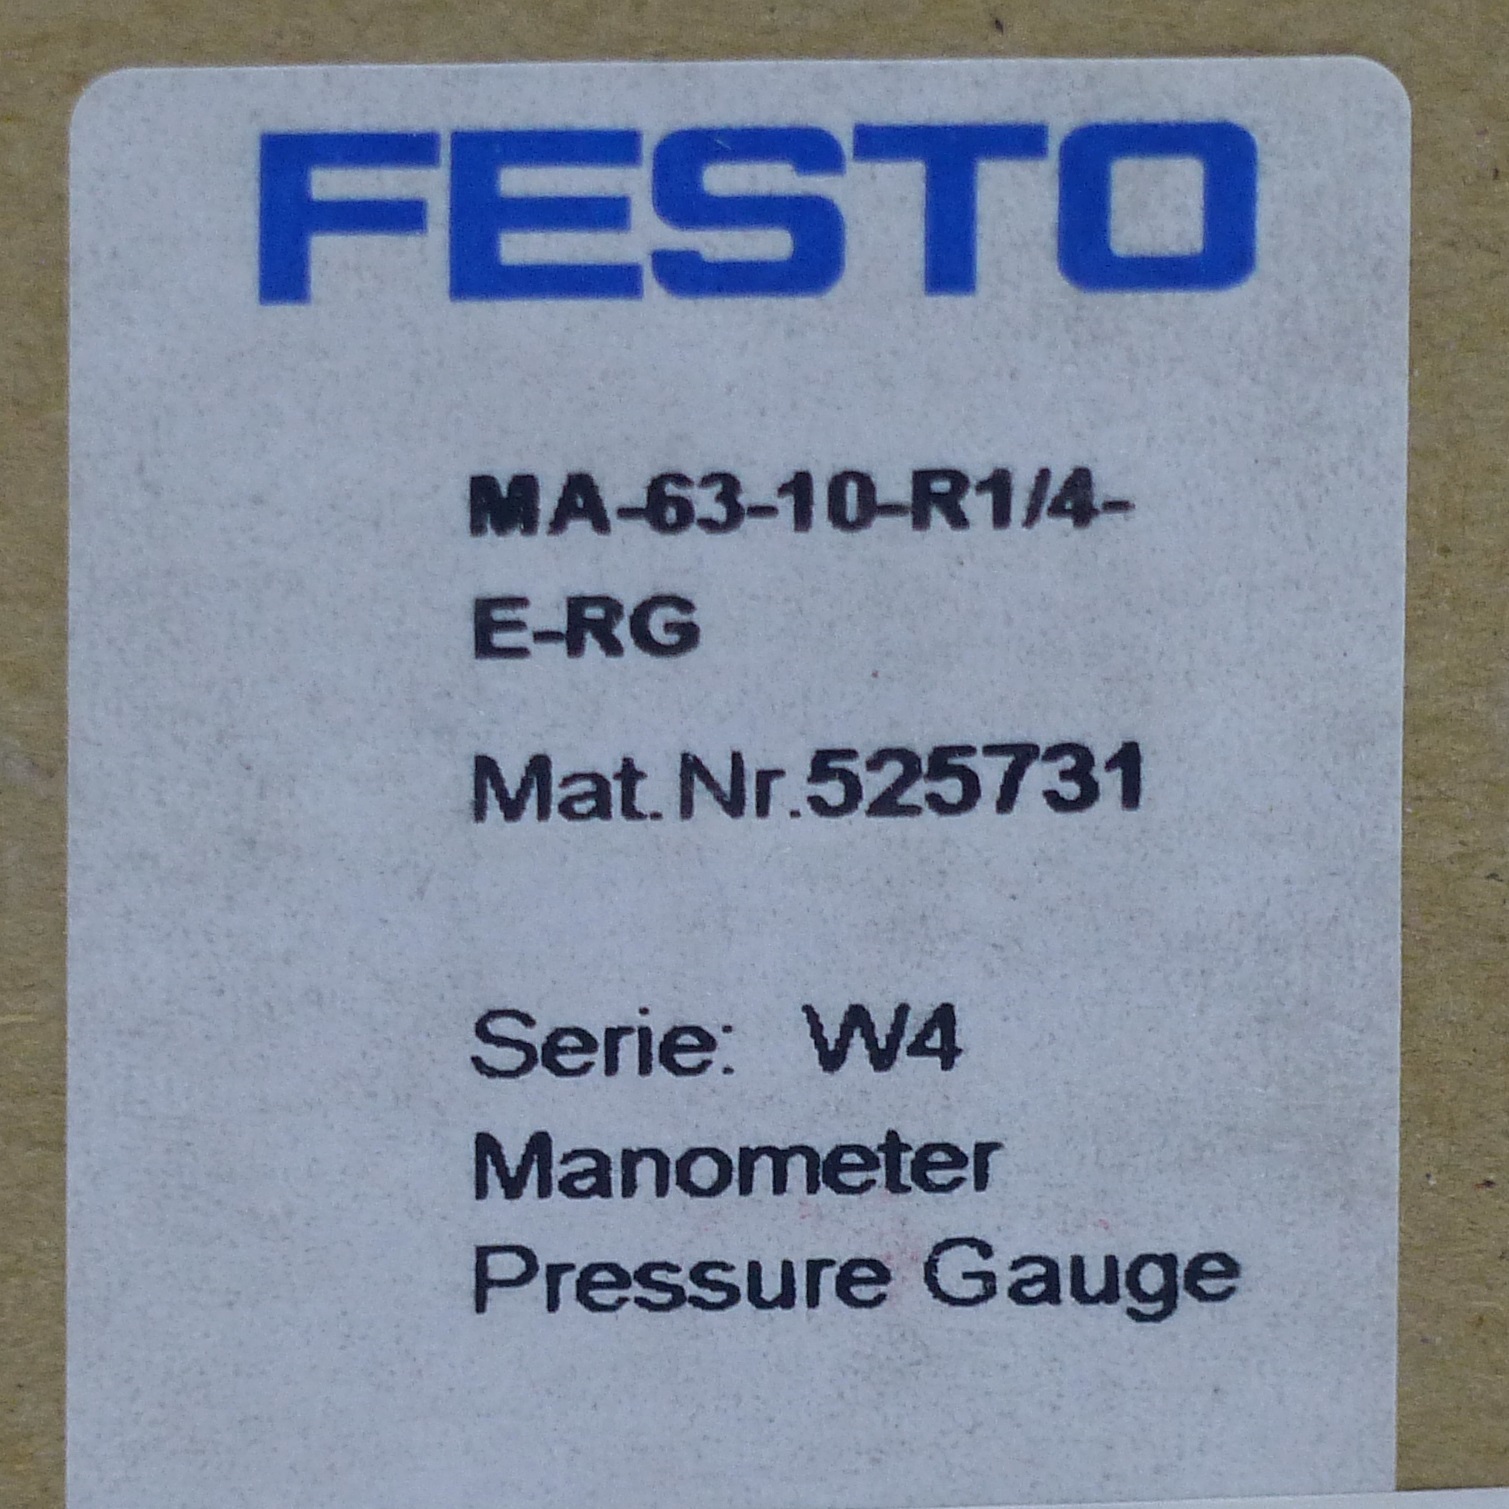 FESTO
MA-63-10-R1/4-
E-RG
Mat.Nr.525731
Serie: W4
Manometer
Pressure Gauge